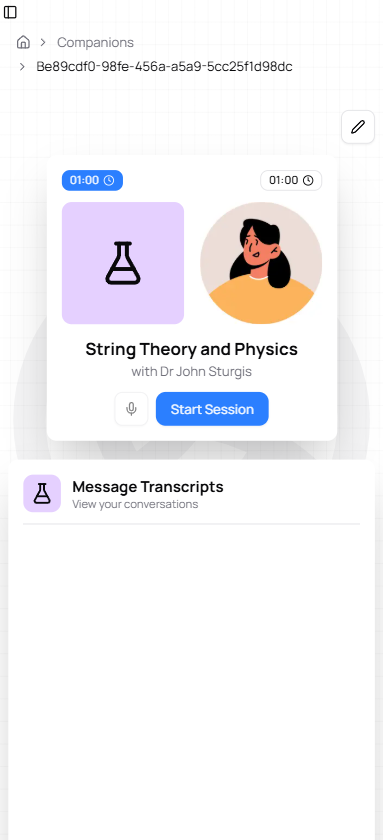 Companions
Be89cdf0-98fe-456a-a5a9-5cc25f1d98dc
01:00
01:00
String Theory and Physics
with Dr John Sturgis
Start Session
Message Transcripts
View your conversations